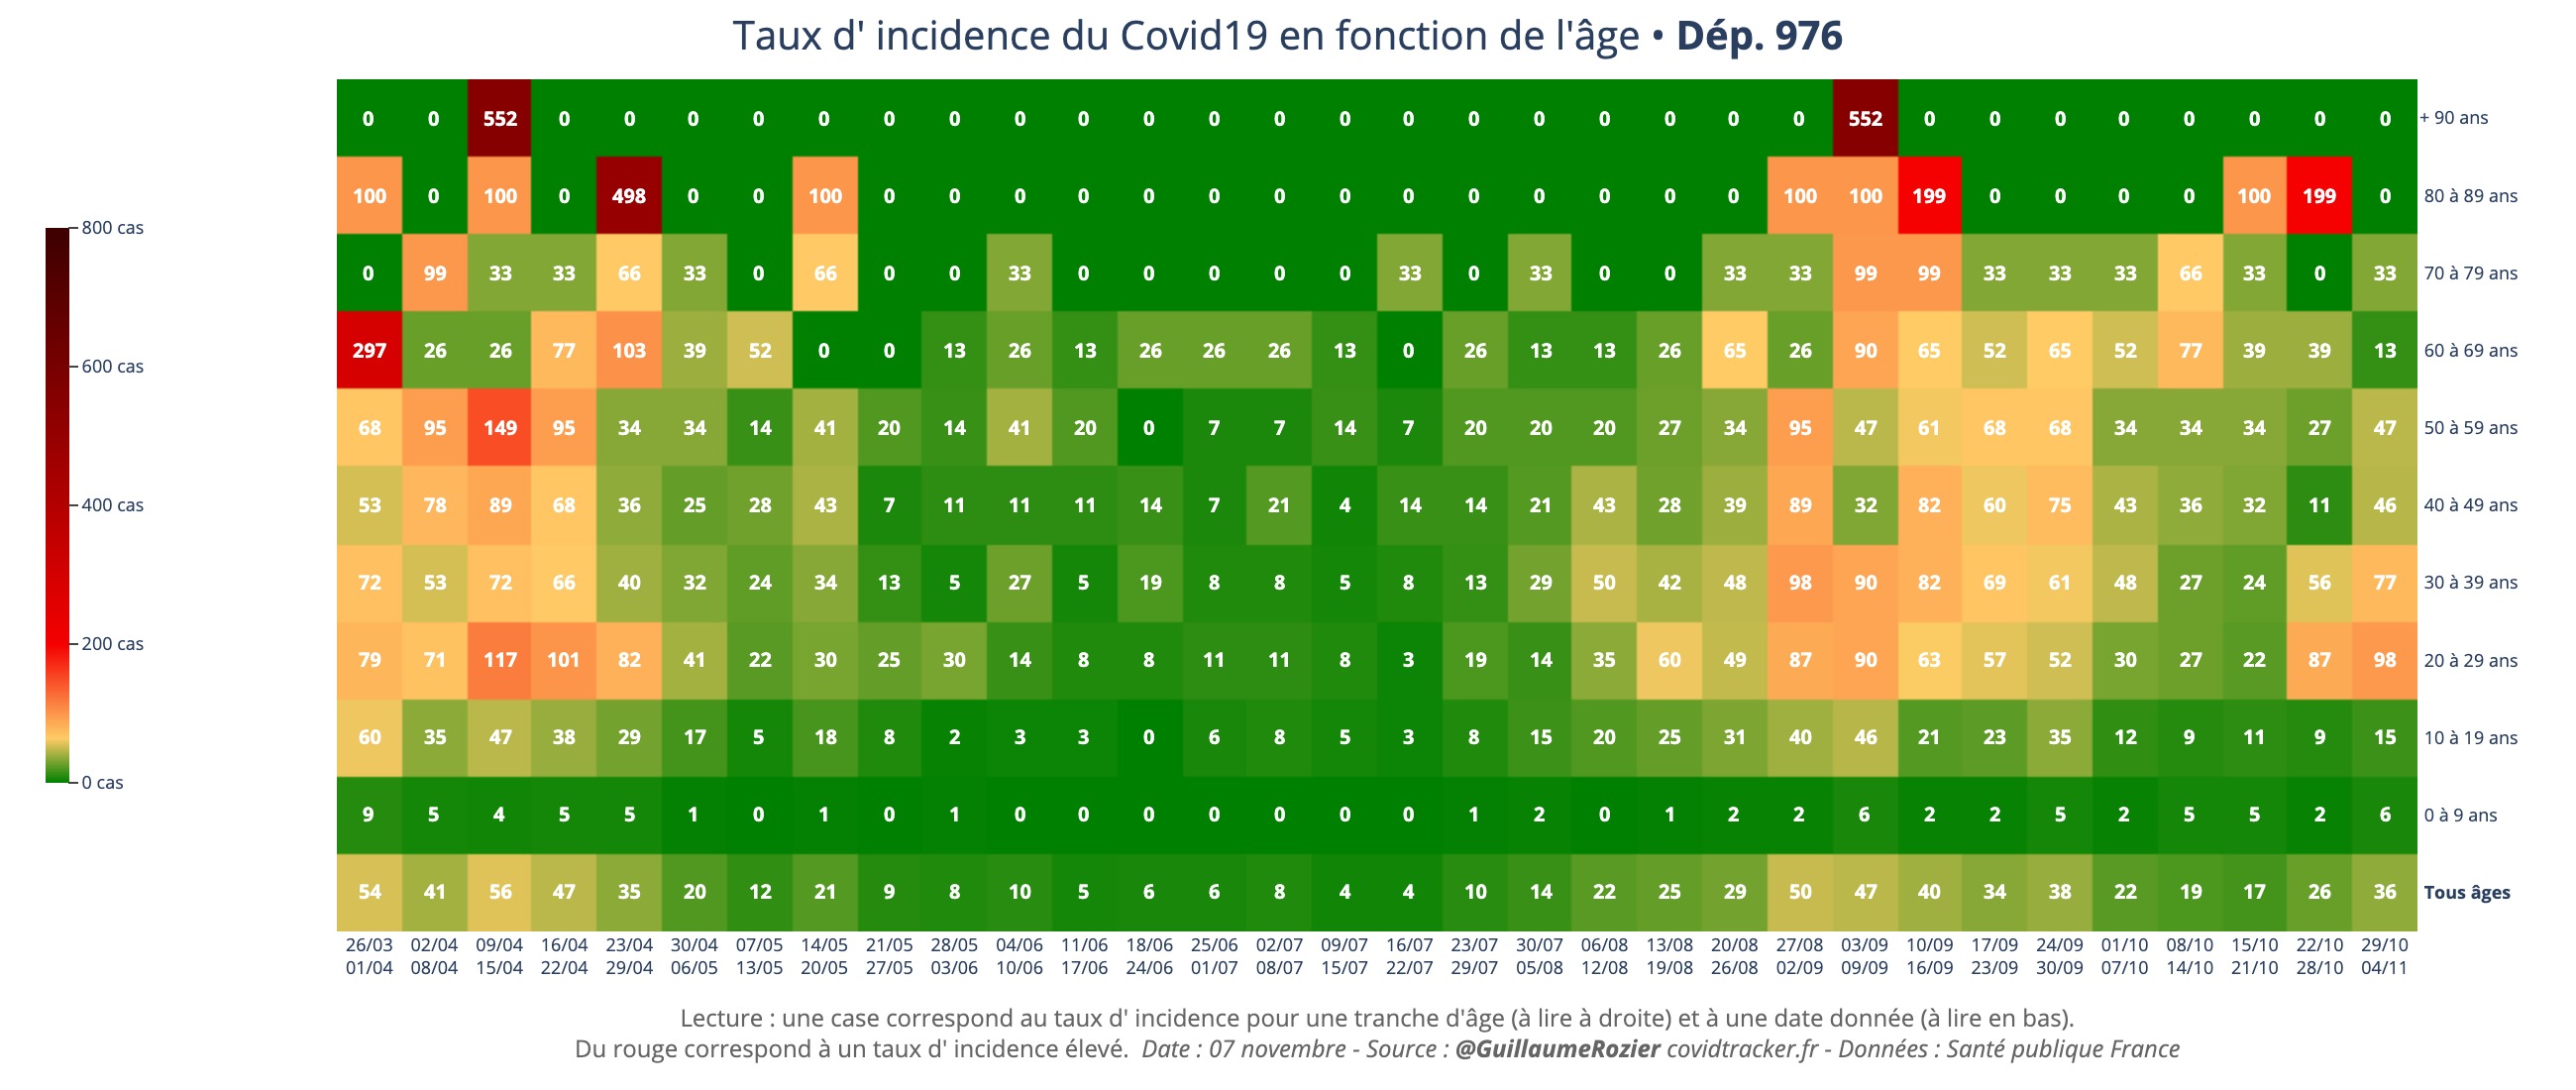 Taux d' incidence du Covid19 en fonction de l'âge • Dép. 976
800 cas
600 cas
400 cas
200 cas
0 cas
0 0 552 0 0 0 0 0 0 0 0 0 0 0 0 0 0 0 0 0 0 0 0 552 0 0 0 0 0 0 0 0 + 90 ans
100 0 100 0 498 0 0 100 0 0 0 0 0 0 0 0 0 0 0 0 0 0 100 100 199 0 0 0 0 100 199 0 80 à 89 ans
0 99 33 33 66 33 0 66 0 0 33 0 0 0 0 0 33 0 33 0 0 33 33 99 99 33 33 33 66 33 0 33 70 à 79 ans
297 26 26 77 103 39 52 0 0 13 26 13 26 26 26 13 0 26 13 13 26 65 26 90 65 52 65 52 77 39 39 13 60 à 69 ans
68 95 149 95 34 34 14 41 20 14 41 20 0 7 7 14 7 20 20 20 27 34 95 47 61 68 68 34 34 34 27 47 50 à 59 ans
53 78 89 68 36 25 28 43 7 11 11 11 14 7 21 4 14 14 21 43 28 39 89 32 82 60 75 43 36 32 11 46 40 à 49 ans
72 53 72 66 40 32 24 34 13 5 27 5 19 8 8 5 8 13 29 50 42 48 98 90 82 69 61 48 27 24 56 77 30 à 39 ans
79 71 117 101 82 41 22 30 25 30 14 8 8 11 11 8 3 19 14 35 60 49 87 90 63 57 52 30 27 22 87 98 20 à 29 ans
60 35 47 38 29 17 5 18 8 2 3 3 0 6 8 5 3 8 15 20 25 31 40 46 21 23 35 12 9 11 9 15 10 à 19 ans
9 5 4 5 5 1 0 1 0 1 0 0 0 0 0 0 0 1 2 0 1 2 2 6 2 2 5 2 5 5 2 6 0 à 9 ans
54 41 56 47 35 20 12 21 9 8 10 5 6 6 8 4 4 10 14 22 25 29 50 47 40 34 38 22 19 17 26 36 Tous âges
26/03 02/04 09/04 16/04 23/04 30/04 07/05 14/05 21/05 28/05 04/06 11/06 18/06 25/06 02/07 09/07 16/07 23/07 30/07 06/08 13/08 20/08 27/08 03/09 10/09 17/09 24/09 01/10 08/10 15/10 22/10 29/10
01/04 08/04 15/04 22/04 29/04 06/05 13/05 20/05 27/05 03/06 10/06 17/06 24/06 01/07 08/07 15/07 22/07 29/07 05/08 12/08 19/08 26/08 02/09 09/09 16/09 23/09 30/09 07/10 14/10 21/10 28/10 04/11
Lecture : une case correspond au taux d' incidence pour une tranche d'âge (à lire à droite) et à une date donnée (à lire en bas).
Du rouge correspond à un taux d' incidence élevé. Date : 07 novembre - Source : @GuillaumeRozier covidtracker.fr - Données : Santé publique France